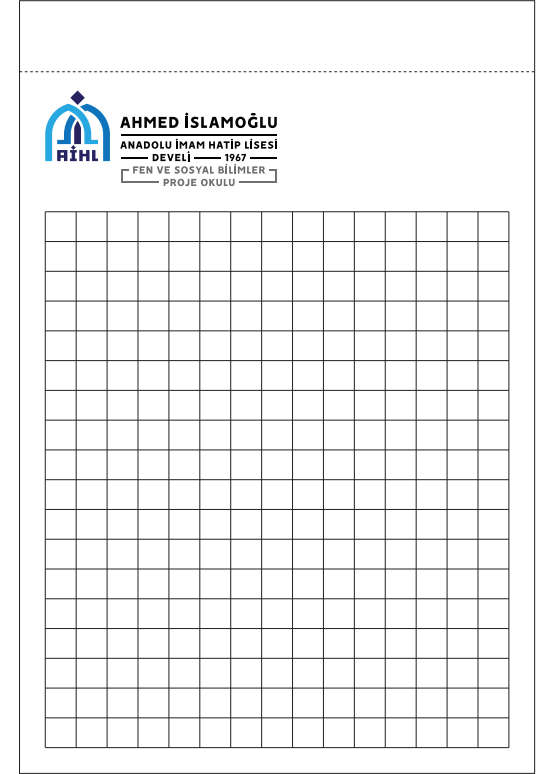 AİHL
AHMED İSLAMOĞLU
ANADOLU İMAM HATİP LİSESİ
DEVELİ 1967
FEN VE SOSYAL BİLİMLER
PROJE OKULU